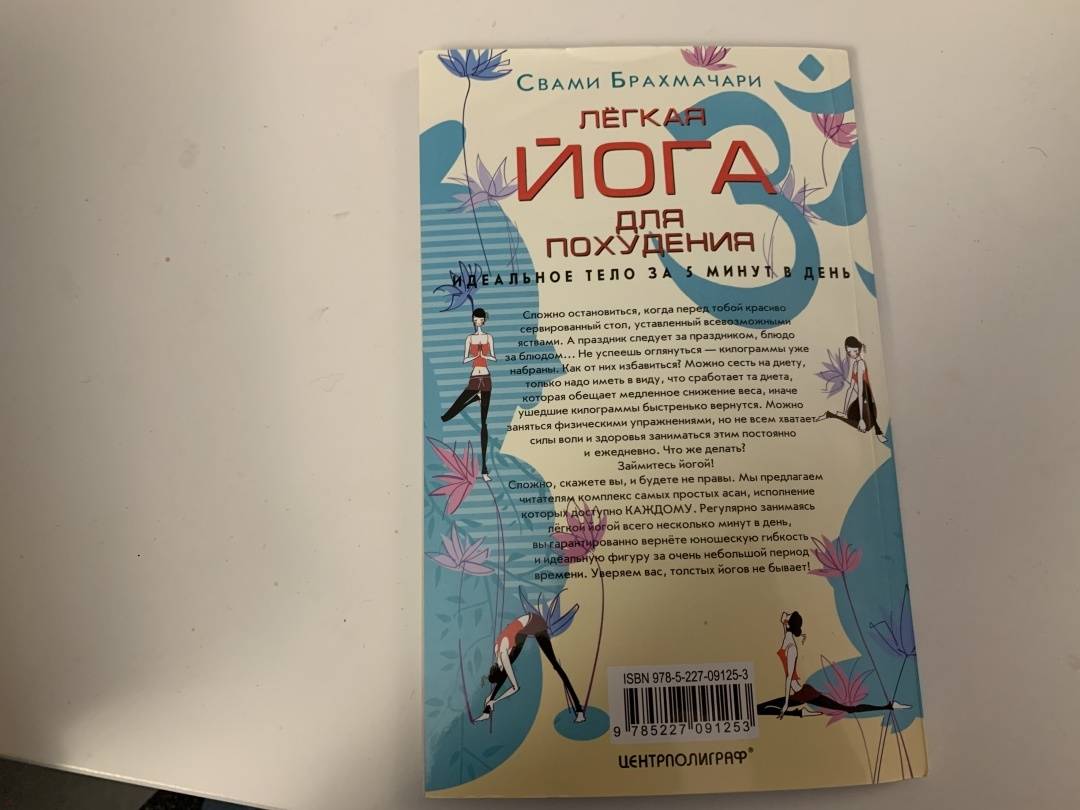 Свами Брахмачари
ЛЁГКАЯ
ЙОГА
ДЛЯ
ПОХУДЕНИЯ
ИДЕАЛЬНОЕ ТЕЛО ЗА 5 МИНУТ В ДЕНЬ
Сложно остановиться, когда перед тобой красиво
сервированный стол, уставленный всевозможными
яствами. А праздник следует за праздником, блюдо
за блюдом... Не успеешь оглянуться — килограммы уже
набраны. Как от них избавиться? Можно сесть на диету,
только надо иметь в виду, что сработает та диета,
которая обещает медленное снижение веса, иначе
ушедшие килограммы быстренько вернутся. Можно
заняться физическими упражнениями, но не всем хватает
силы воли и здоровья заниматься этим постоянно
и ежедневно. Что же делать?
Займитесь йогой!
Сложно, скажете вы, и будете не правы. Мы предлагаем
читателям комплекс самых простых асан, исполнение
которых доступно КАЖДОМУ. Регулярно занимаясь
лёгкой йогой всего несколько минут в день,
вы гарантированно вернёте юношескую гибкость
и идеальную фигуру за очень небольшой период
времени. Уверяем вас, толстых йогов не бывает!
ISBN 978-5-227-09125-3
9 785227 091253
ЦЕНТРПОЛИГРАФ®